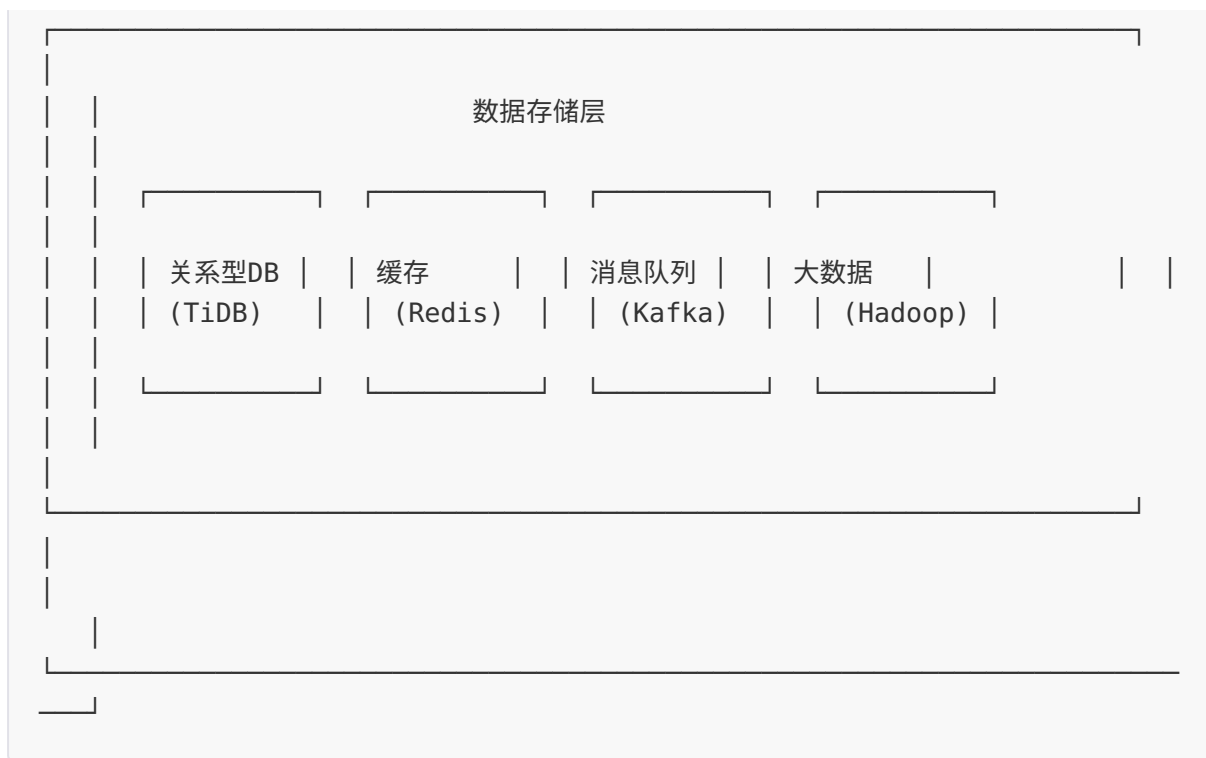 数据存储层
关系型DB 缓存 消息队列 大数据
(TiDB) (Redis) (Kafka) (Hadoop)